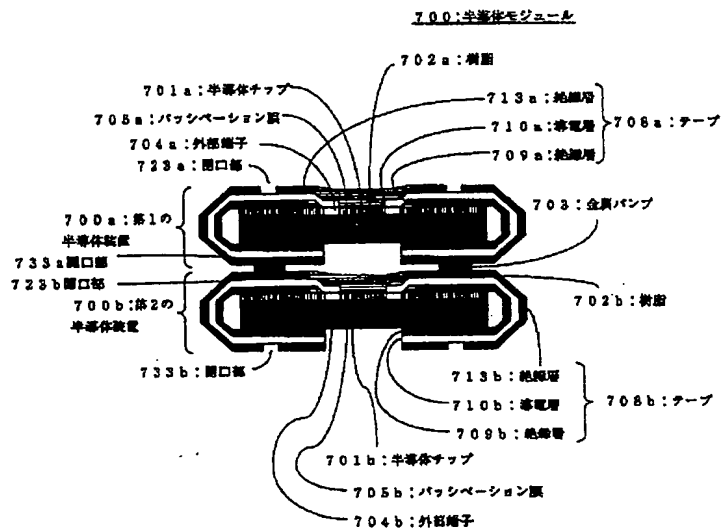 700:半導体モジュール
702a:樹脂
701a:半導体チップ
713a:絶縁層
705a:パッシベーション膜
710a:導電層
708a:テープ
704a:外部端子
709a:絶縁層
723a:開口部
703:金属バンプ
700a:第1の
半導体装置
733a開口部
723b開口部
702b:樹脂
700b:第2の
半導体装置
733b:開口部
713b:絶縁層
710b:導電層
708b:テープ
709b:絶縁層
701b:半導体チップ
705b:パッシベーション膜
704b:外部端子